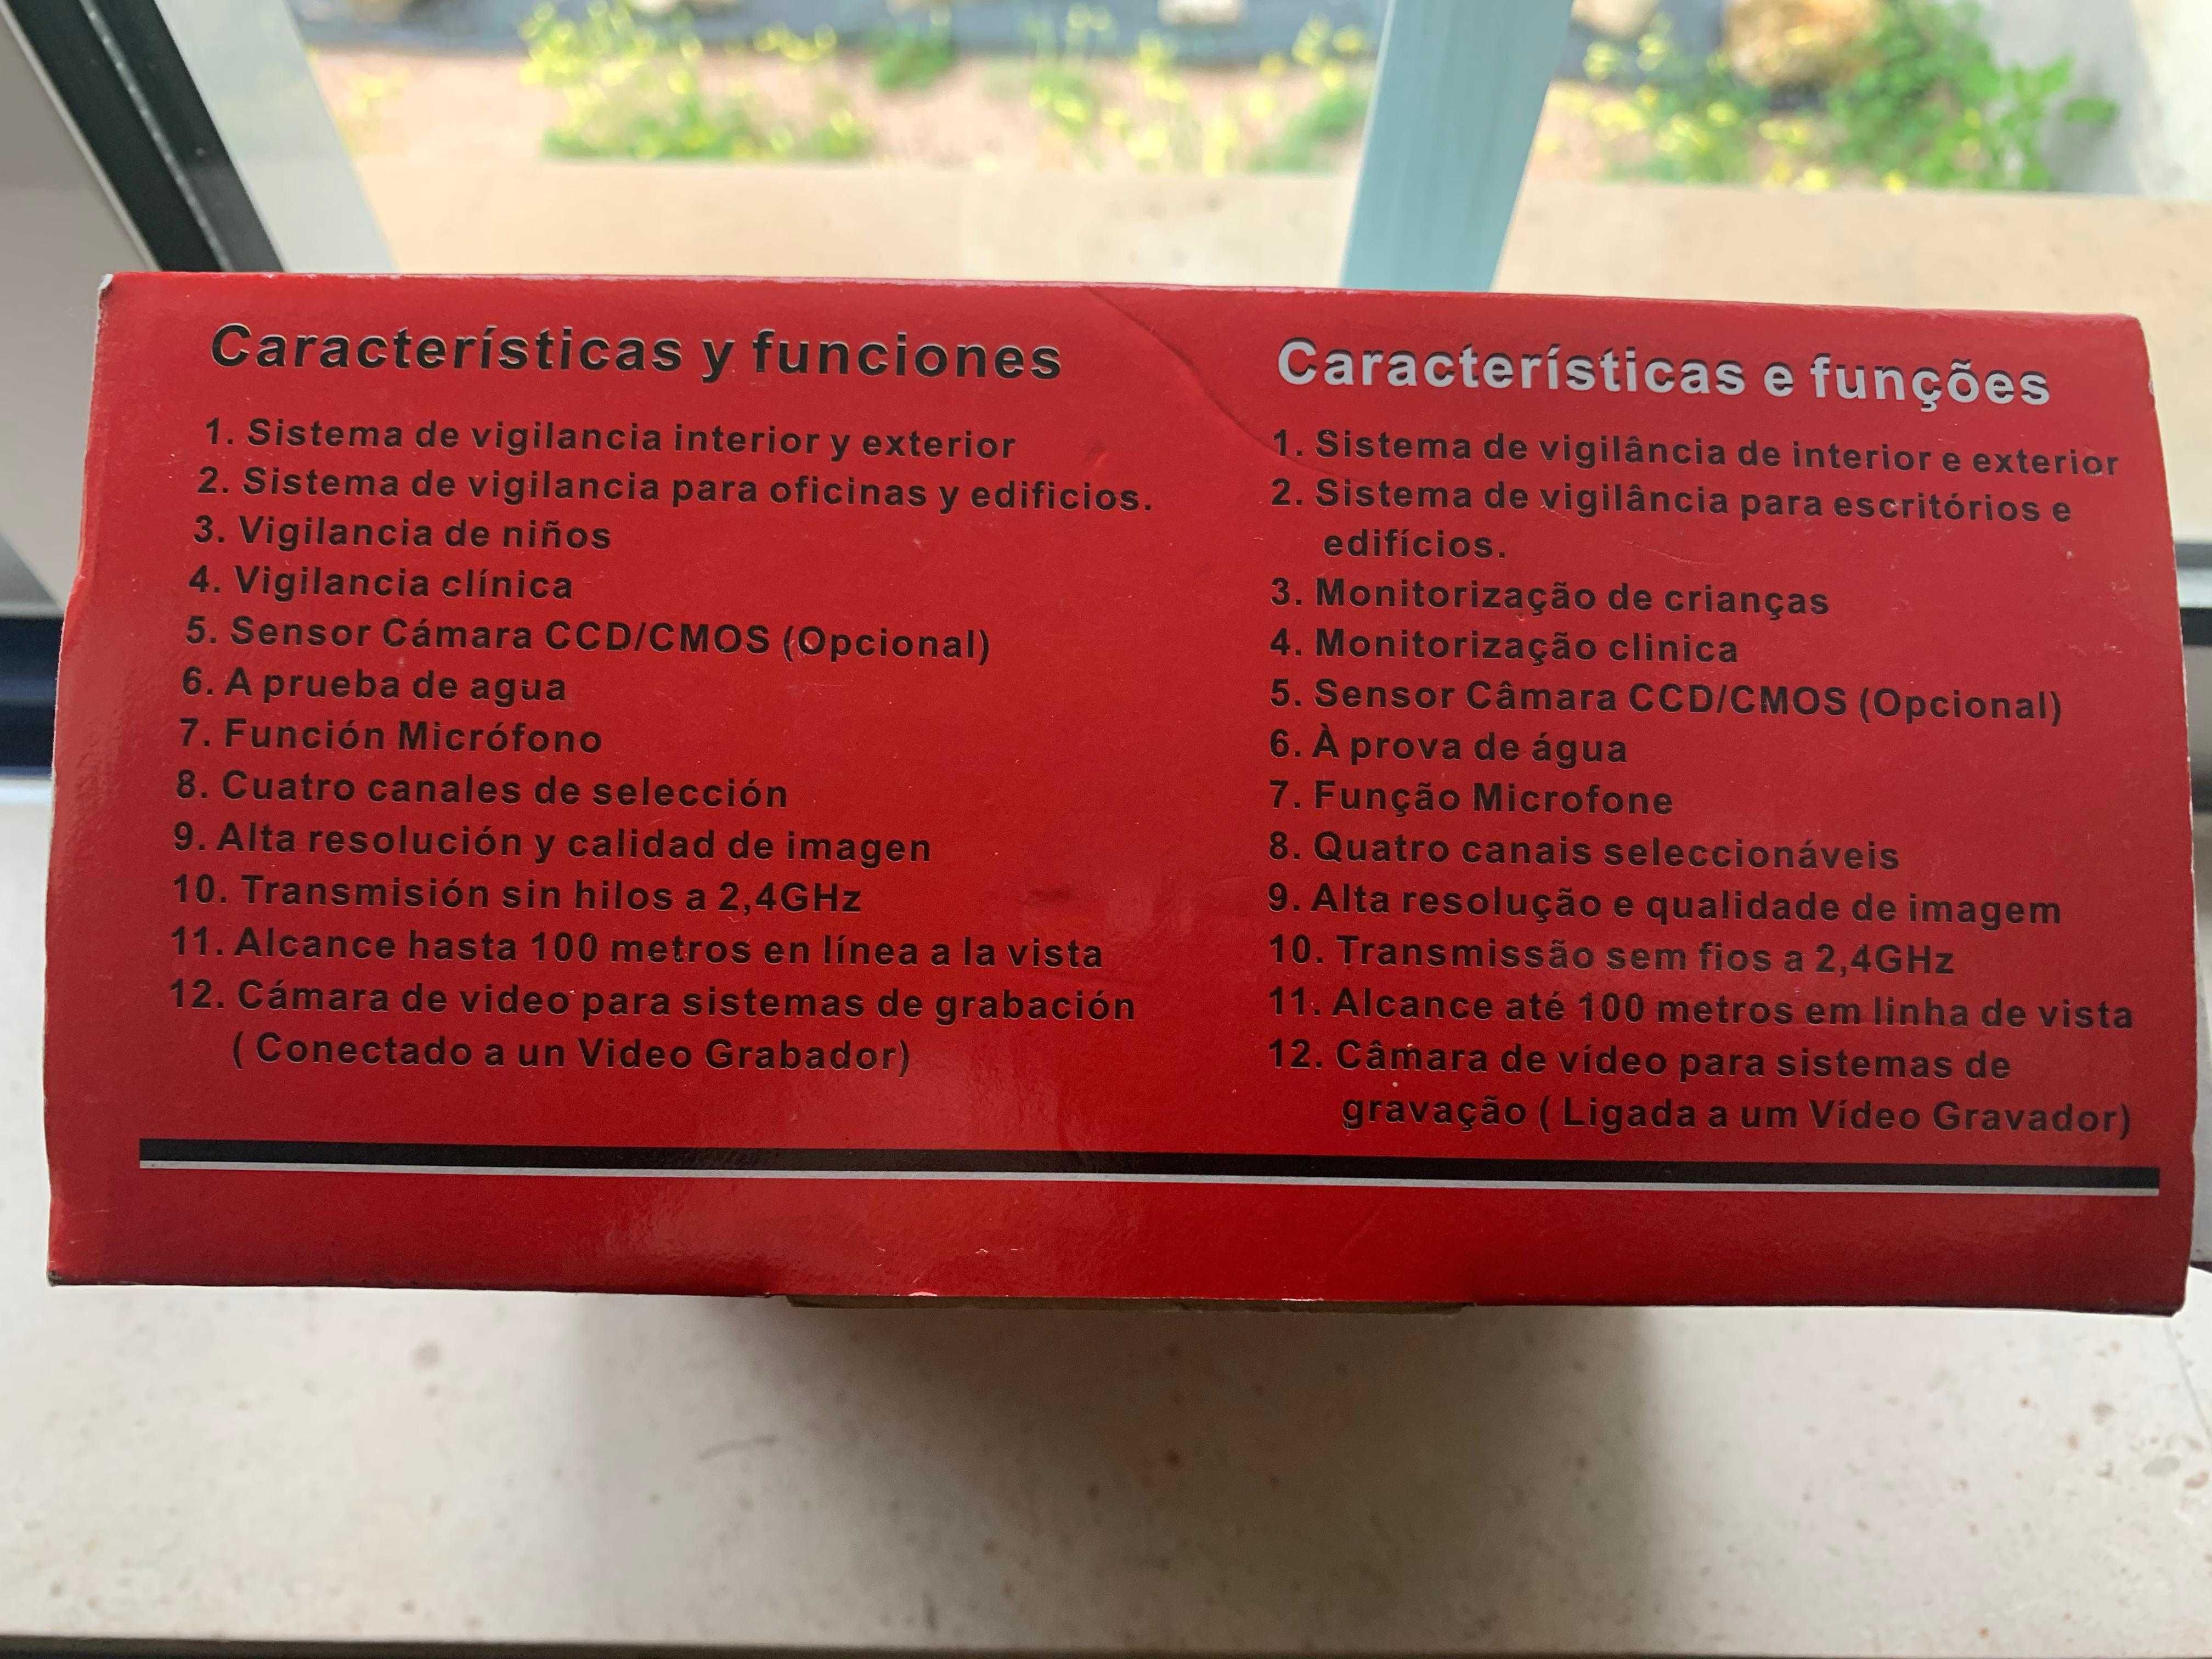 Características y funciones
1. Sistema de vigilancia interior y exterior
2. Sistema de vigilancia para oficinas y edificios.
3. Vigilancia de niños
4. Vigilancia clínica
5. Sensor Cámara CCD/CMOS (Opcional)
6. A prueba de agua
7. Función Micrófono
8. Cuatro canales de selección
9. Alta resolución y calidad de imagen
10. Transmisión sin hilos a 2,4GHz
11. Alcance hasta 100 metros en línea a la vista
12. Cámara de video para sistemas de grabación
( Conectado a un Video Grabador)
Características e funções
1. Sistema de vigilância de interior e exterior
2. Sistema de vigilância para escritórios e
edifícios.
3. Monitorização de crianças
4. Monitorização clinica
5. Sensor Câmara CCD/CMOS (Opcional)
6. À prova de água
7. Função Microfone
8. Quatro canais seleccionáveis
9. Alta resolução e qualidade de imagem
10. Transmissão sem fios a 2,4GHz
11. Alcance até 100 metros em linha de vista
12. Câmara de vídeo para sistemas de
gravação ( Ligada a um Vídeo Gravador)